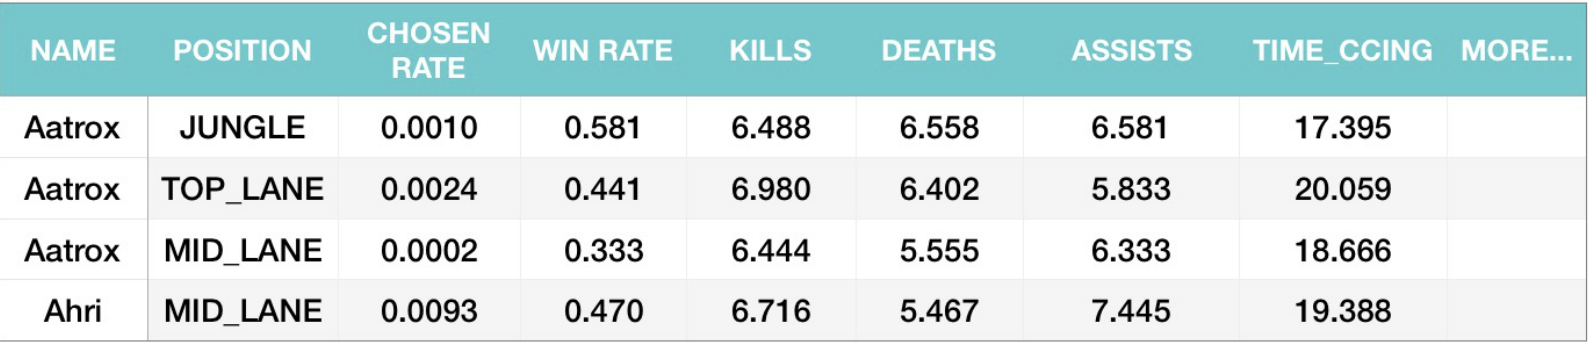 NAME POSITION CHOSEN RATE WIN RATE KILLS DEATHS ASSISTS TIME_CCING MORE...
Aatrox JUNGLE 0.0010 0.581 6.488 6.558 6.581 17.395
Aatrox TOP_LANE 0.0024 0.441 6.980 6.402 5.833 20.059
Aatrox MID_LANE 0.0002 0.333 6.444 5.555 6.333 18.666
Ahri MID_LANE 0.0093 0.470 6.716 5.467 7.445 19.388